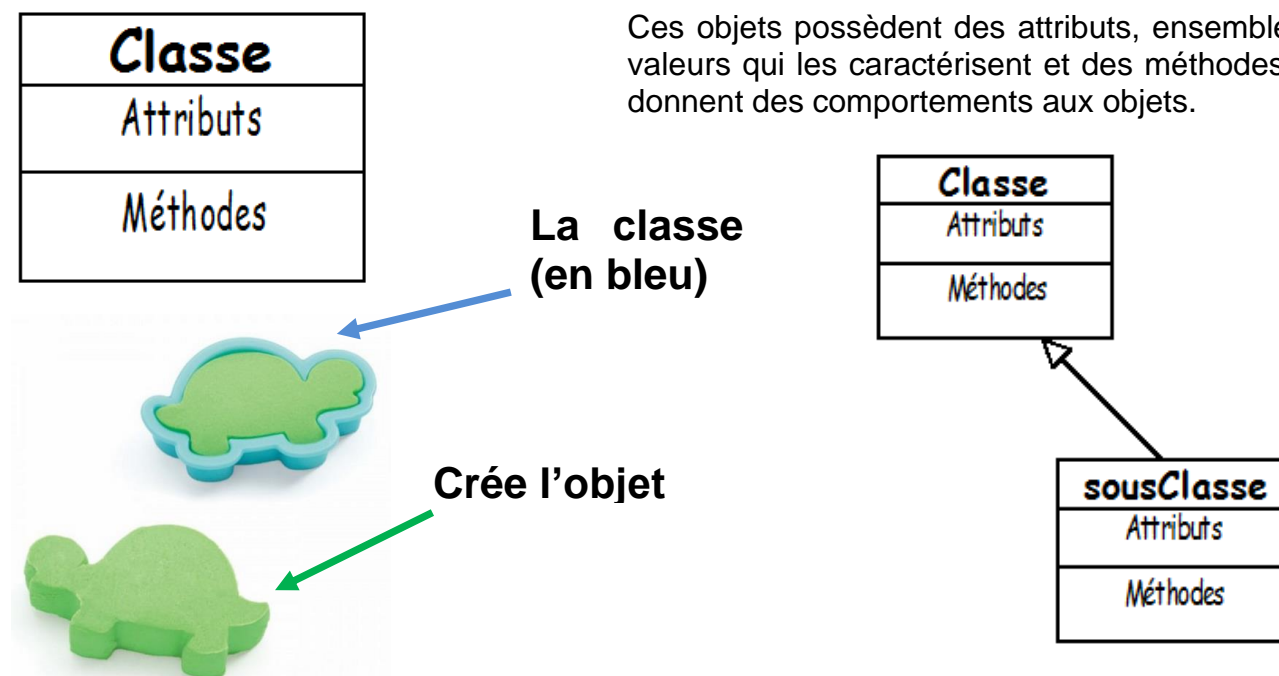 Classe
Attributs
Méthodes
Ces objets possèdent des attributs, ensemble
valeurs qui les caractérisent et des méthodes
donnent des comportements aux objets.
La classe
(en bleu)
Crée l’objet
Classe
Attributs
Méthodes
sousClasse
Attributs
Méthodes